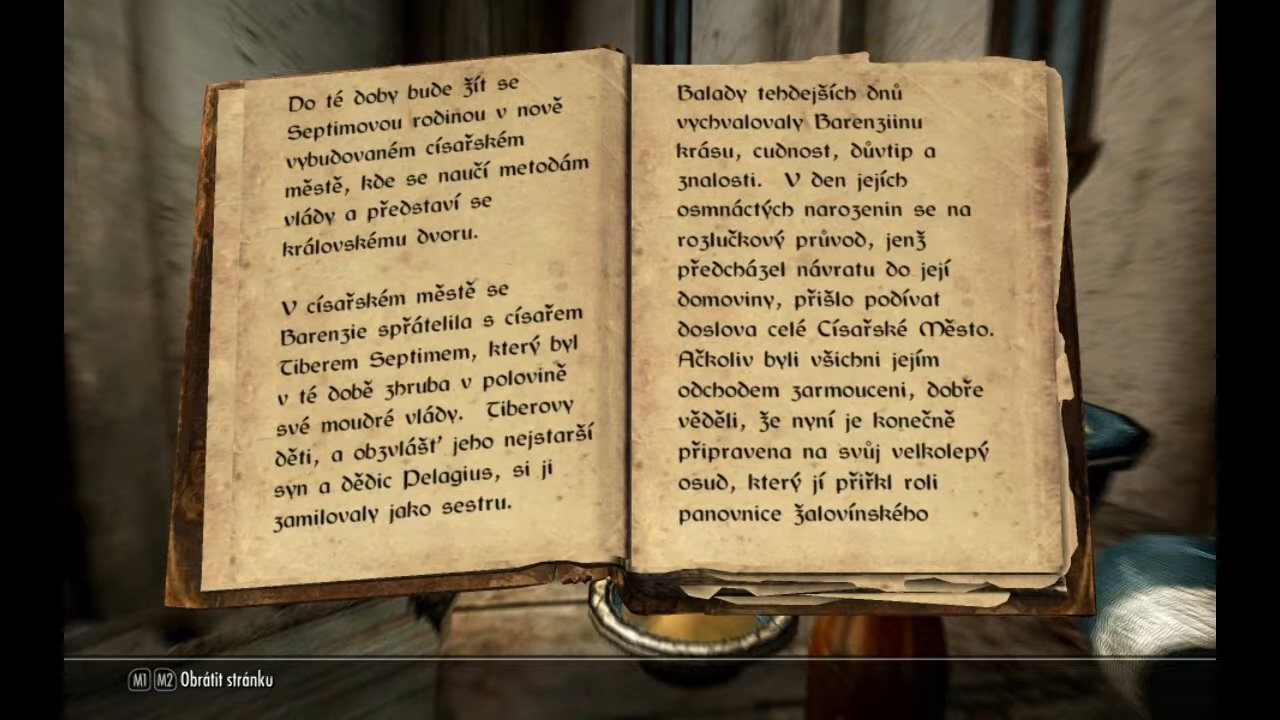 Do té doby bude žít se
Septimovou rodinou v nově
vybudovaném císařském
městě, kde se naučí metodám
vlády a představí se
královskému dvoru.
V císařském městě se
Barenzie spřátelila s císařem
Tiberem Septimem, který byl
v té době zhruba v polovině
své moudré vlády.  Tiberovy
děti, a obzvlášť jeho nejstarší
syn a dědic Pelagius, si ji
zamilovaly jako sestru.
Balady tehdejších dnů
vychvalovaly Barenziinu
krásu, cudnost, důvtip a
znalosti.  V den jejích
osmnáctých narozenin se na
rozlučkový průvod, jenž
předcházel návratu do její
domoviny, přišlo podívat
doslova celé Císařské Město.
Ačkoliv byli všichni jejím
odchodem zarmouceni, dobře
věděli, že nyní je konečně
připravena na svůj velkolepý
osud, který jí přiřkl roli
panovnice žalovínského
M1 M2 Obrátit stránku